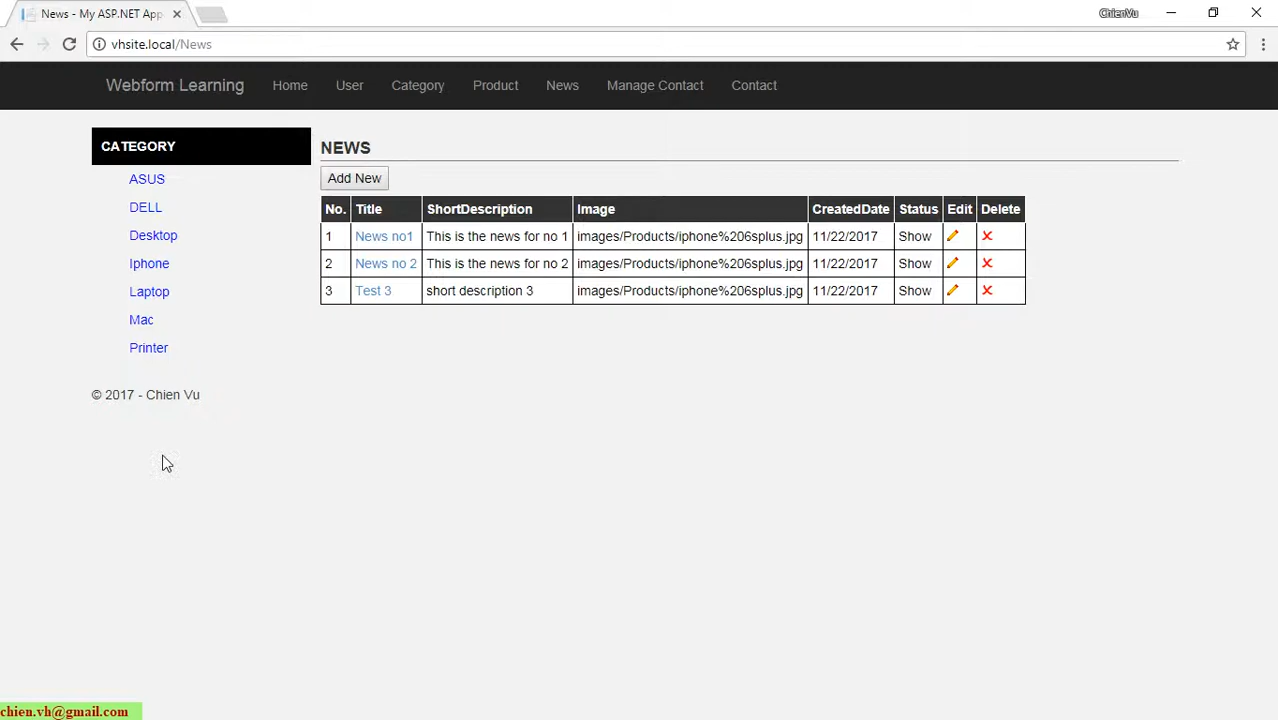 News - My ASP.NET App
ChienVu
vhsite.local/News
Webform Learning Home User Category Product News Manage Contact Contact
CATEGORY
ASUS
DELL
Desktop
Iphone
Laptop
Mac
Printer
NEWS
Add New
No. Title ShortDescription Image CreatedDate Status Edit Delete
1 News no1 This is the news for no 1 images/Products/iphone%206splus.jpg 11/22/2017 Show
2 News no 2 This is the news for no 2 images/Products/iphone%206splus.jpg 11/22/2017 Show
3 Test 3 short description 3 images/Products/iphone%206splus.jpg 11/22/2017 Show
© 2017 - Chien Vu
chien.vh@gmail.com